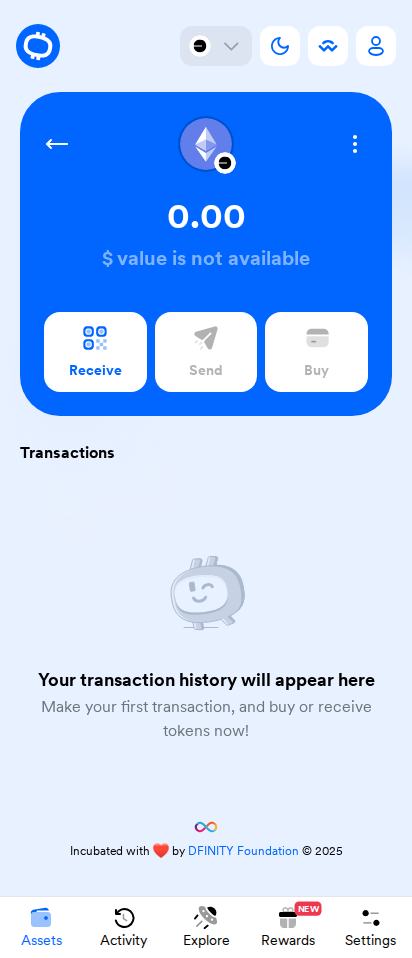 0.00
$ value is not available
Receive
Send
Buy
Transactions
Your transaction history will appear here
Make your first transaction, and buy or receive
tokens now!
Incubated with ❤️ by DFINITY Foundation © 2025
NEW
Assets
Activity
Explore
Rewards
Settings